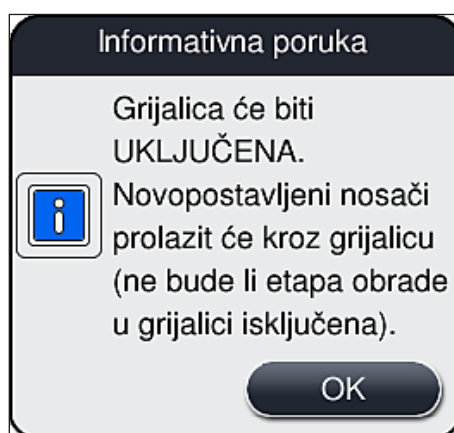 Informativna poruka
Grijalica će biti
UKLJUČENA.
Novopostavljeni nosači
prolazit će kroz grijalicu
(ne bude li etapa obrade
u grijalici isključena).
OK